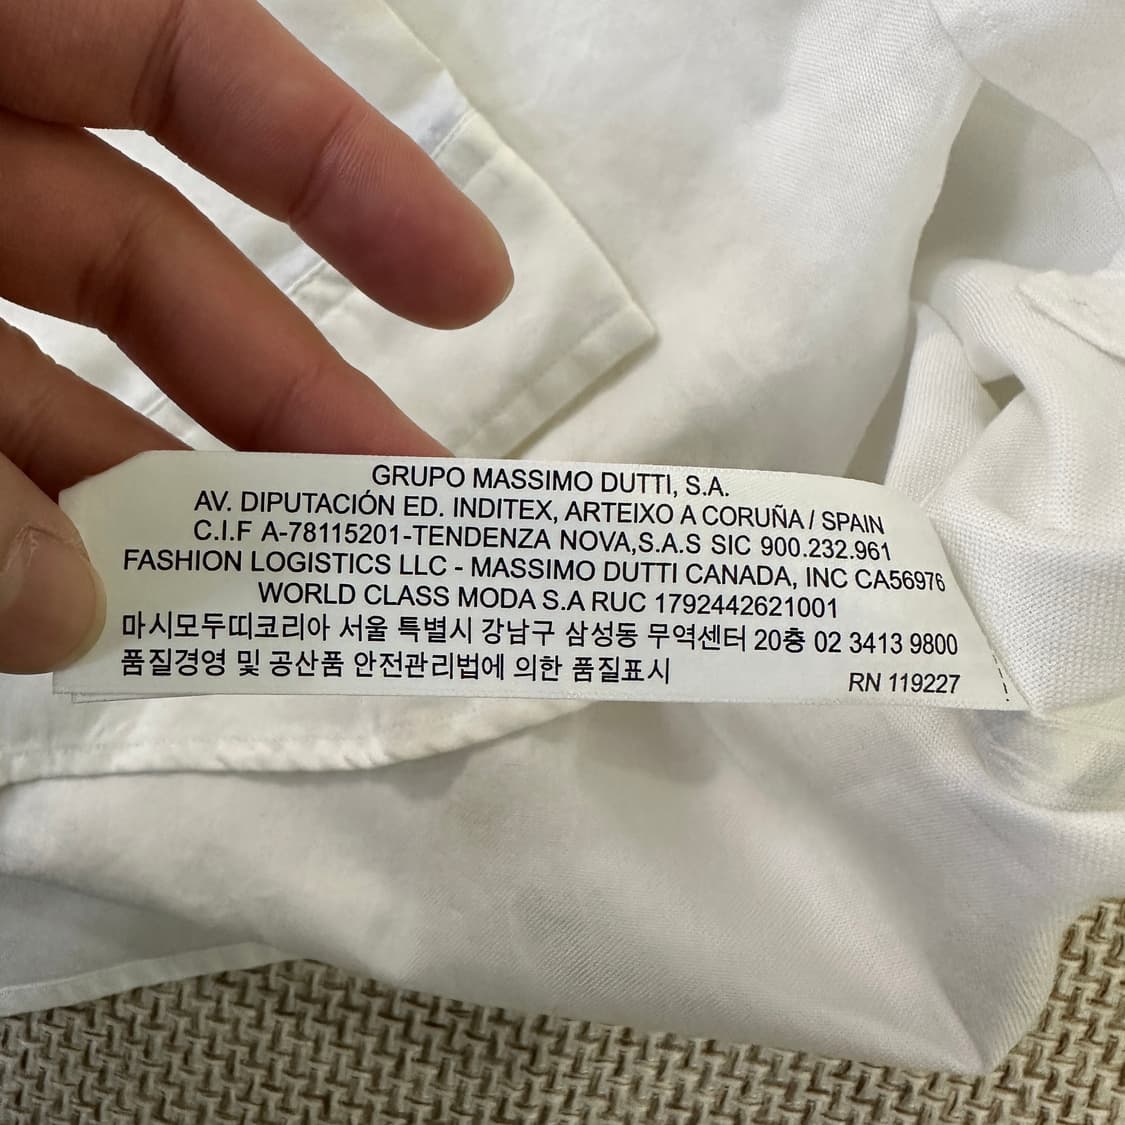 GRUPO MASSIMO DUTTI, S.A.
AV. DIPUTACIÓN ED. INDITEX, ARTEIXO A CORUÑA / SPAIN
C.I.F A-78115201-TENDENZA NOVA,S.A.S SIC 900.232.961
FASHION LOGISTICS LLC - MASSIMO DUTTI CANADA, INC CA56976
WORLD CLASS MODA S.A RUC 1792442621001
마시모두띠코리아 서울 특별시 강남구 삼성동 무역센터 20층 02 3413 9800
품질경영 및 공산품 안전관리법에 의한 품질표시
RN 119227